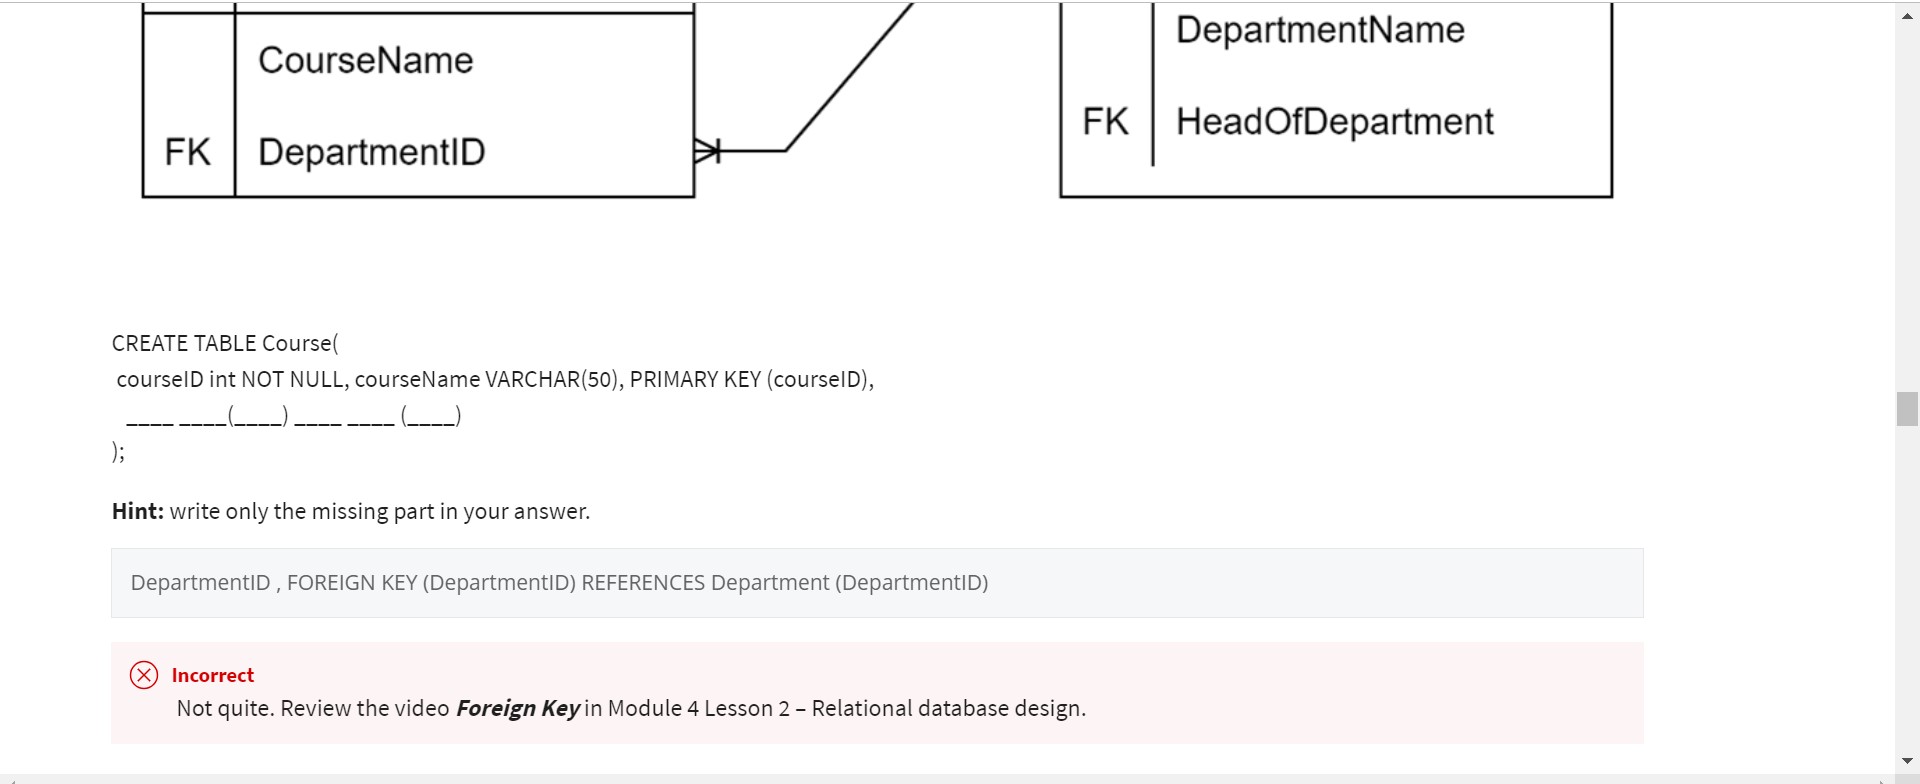 CourseName
FK DepartmentID
DepartmentName
FK HeadOfDepartment
CREATE TABLE Course(
courseID int NOT NULL, courseName VARCHAR(50), PRIMARY KEY (courseID),
____ ____(____) ____ ____ (____)
);
Hint: write only the missing part in your answer.
DepartmentID , FOREIGN KEY (DepartmentID) REFERENCES Department (DepartmentID)
Incorrect
Not quite. Review the video Foreign Key in Module 4 Lesson 2 – Relational database design.